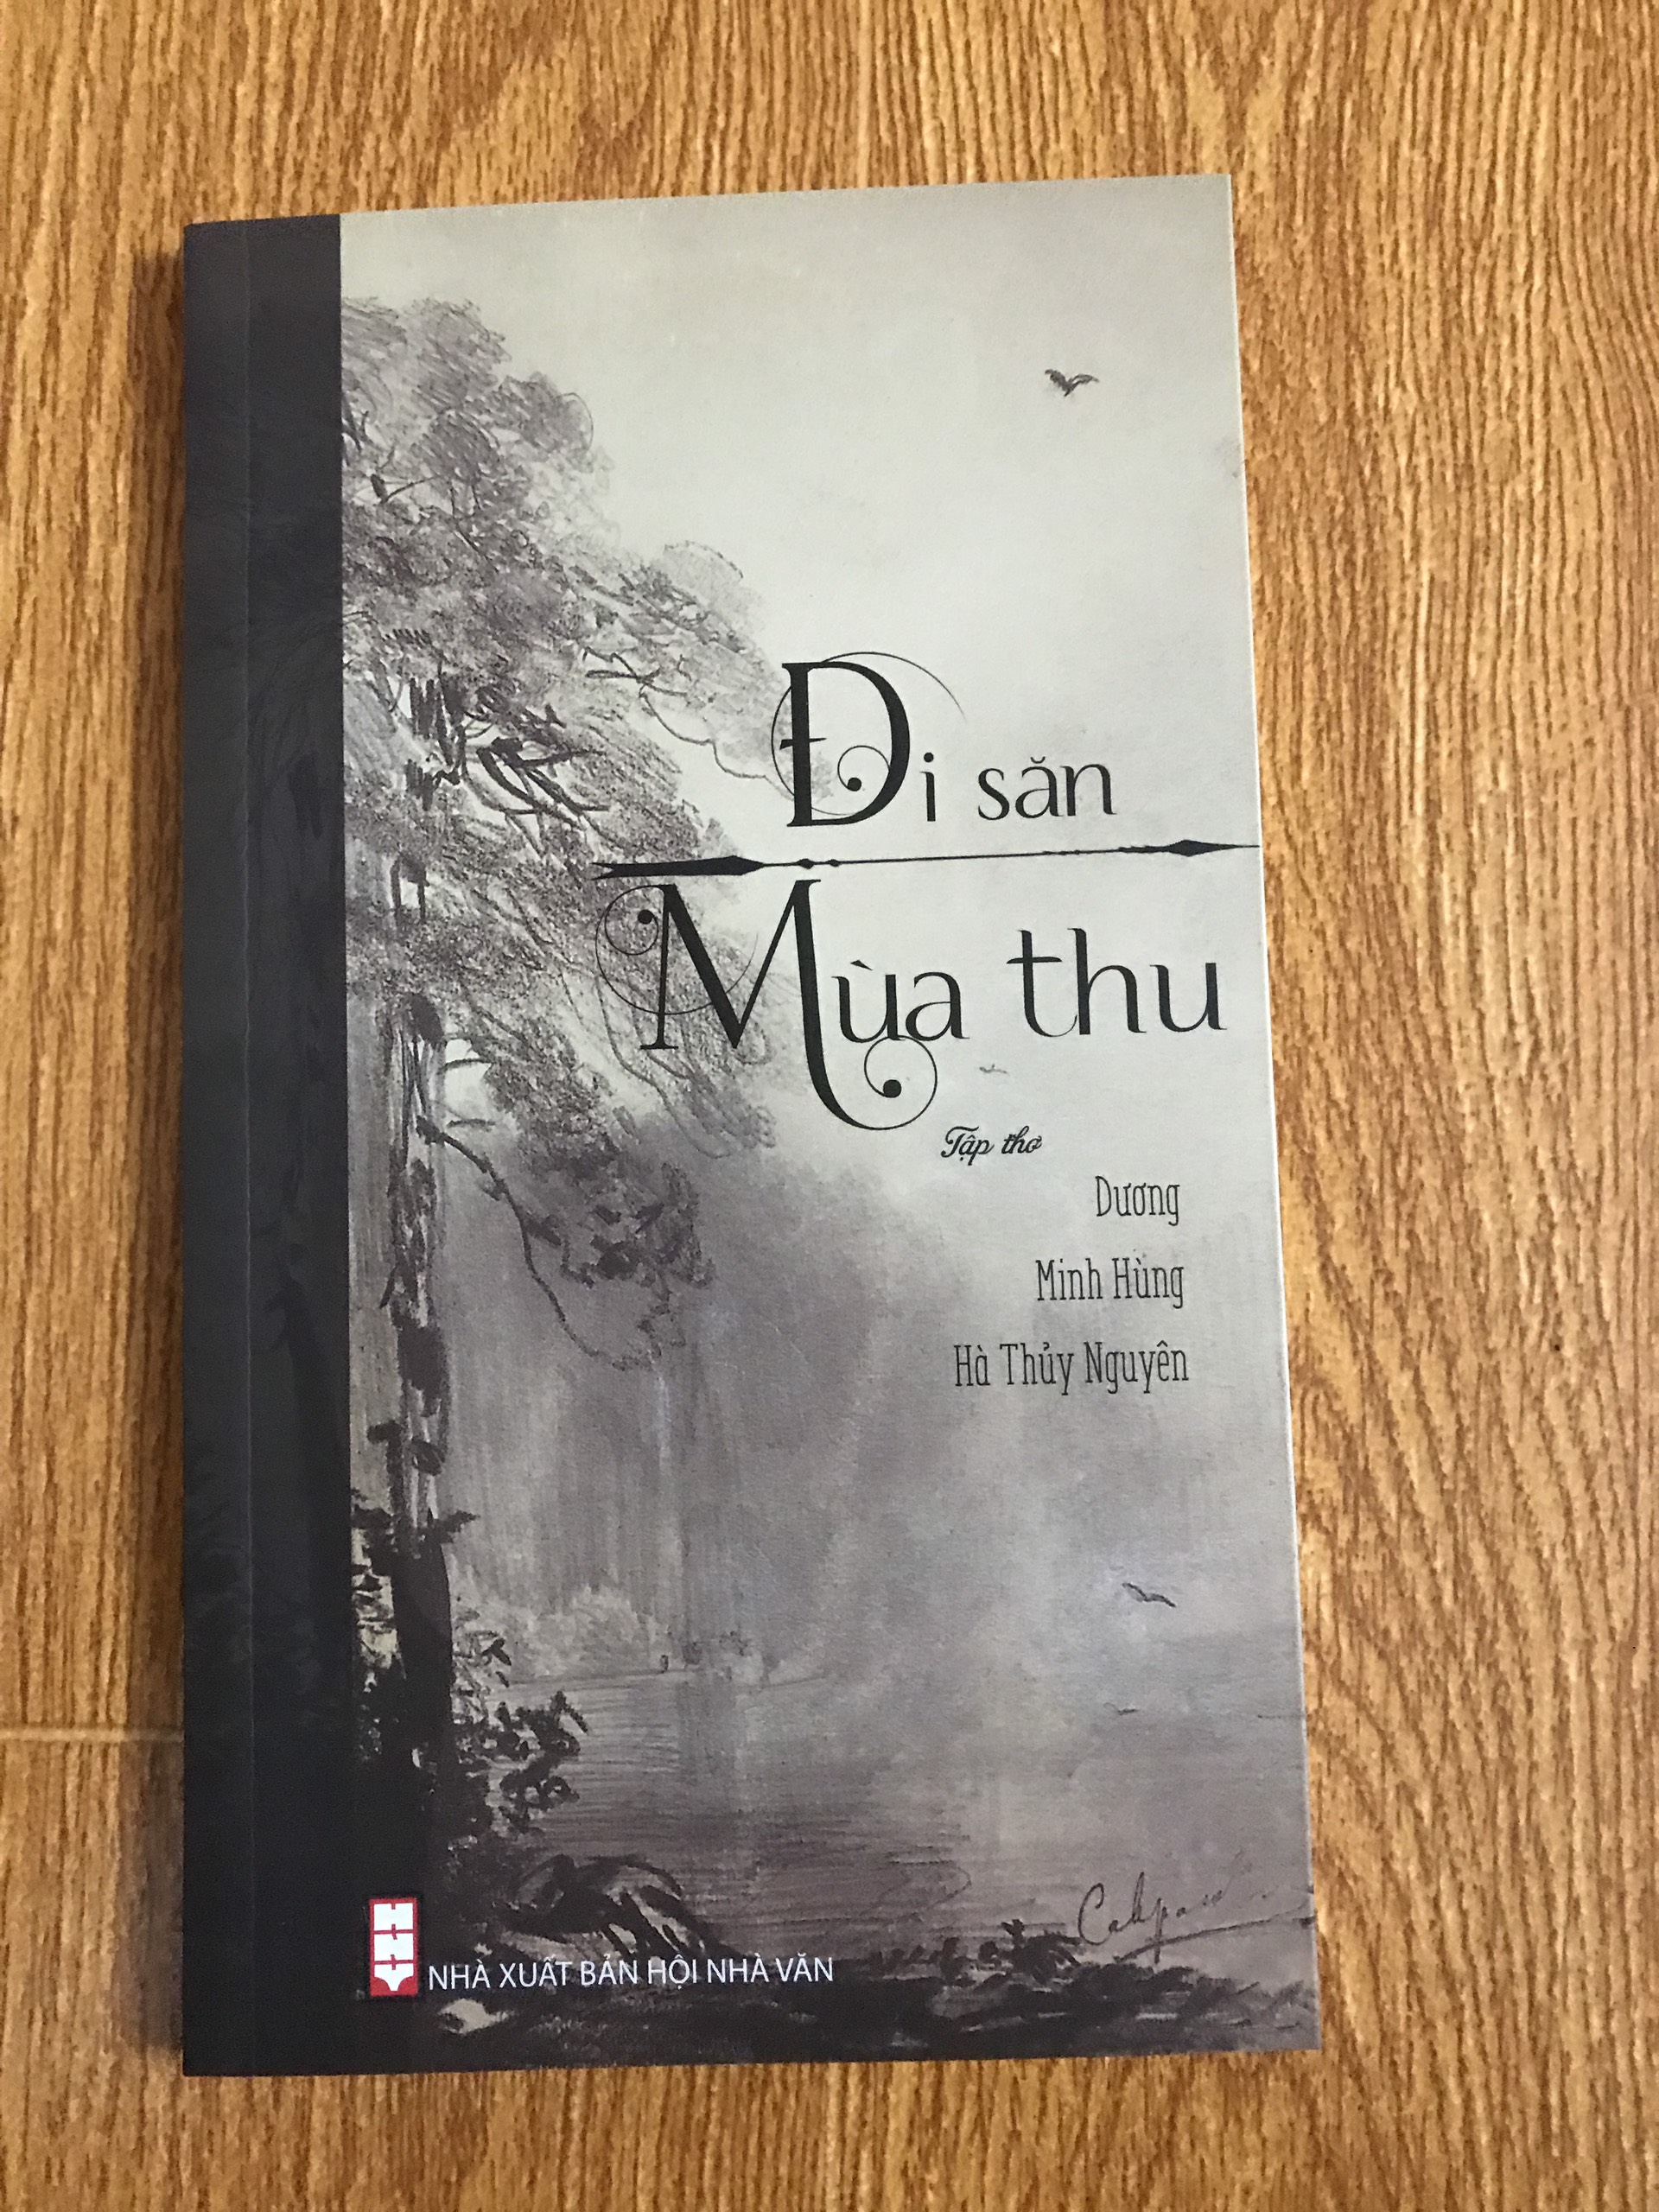 Đi săn
Mùa thu
Tập thơ
Dương
Minh Hùng
Hà Thủy Nguyên
NHÀ XUẤT BẢN HỘI NHÀ VĂN